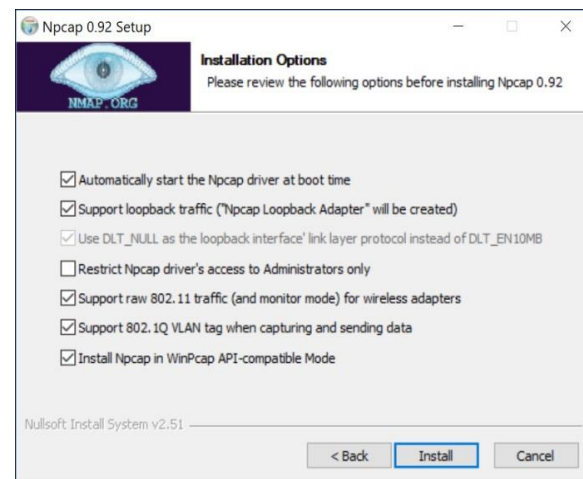 Npcap 0.92 Setup
NMAP.ORG
Installation Options
Please review the following options before installing Npcap 0.92
Automatically start the Npcap driver at boot time
Support loopback traffic ("Npcap Loopback Adapter" will be created)
Use DLT_NULL as the loopback interface' link layer protocol instead of DLT_EN10MB
Restrict Npcap driver's access to Administrators only
Support raw 802.11 traffic (and monitor mode) for wireless adapters
Support 802.1Q VLAN tag when capturing and sending data
Install Npcap in WinPcap API-compatible Mode
Nullsoft Install System v2.51
< Back Install Cancel